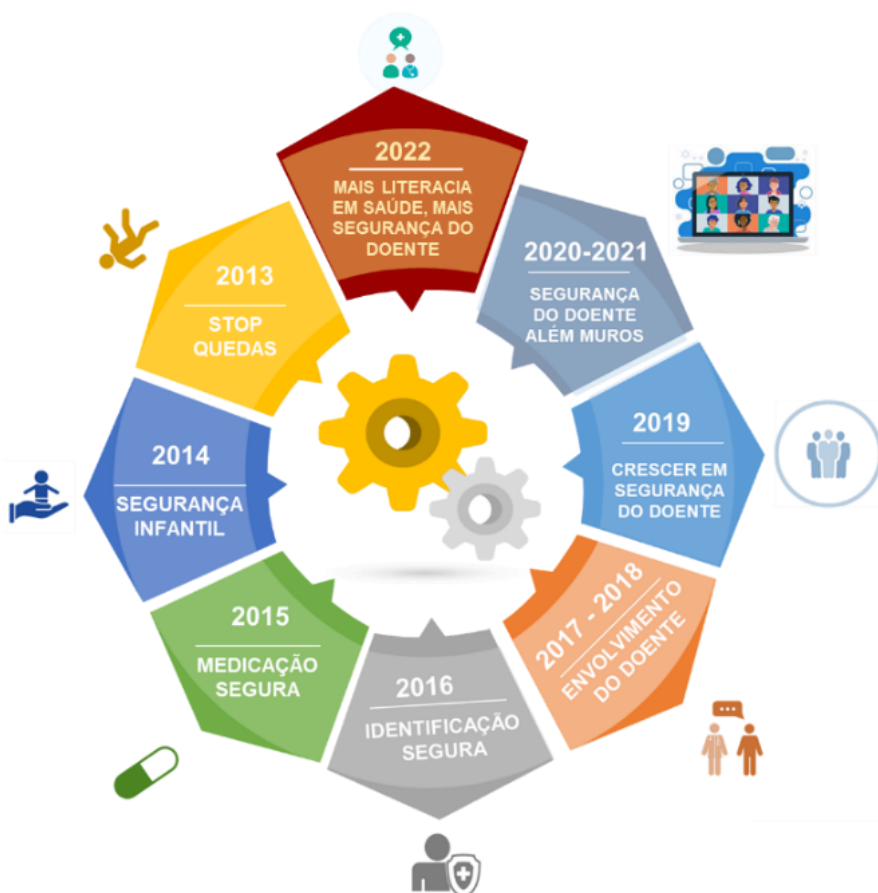 2022
MAIS LITERACIA
EM SAÚDE, MAIS
SEGURANÇA DO
DOENTE
2020-2021
SEGURANÇA
DO DOENTE
ALÉM MUROS
2019
CRESCER EM
SEGURANÇA
DO DOENTE
2017 - 2018
ENVOLVIMENTO
DO DOENTE
2016
IDENTIFICAÇÃO
SEGURA
2015
MEDICAÇÃO
SEGURA
2014
SEGURANÇA
INFANTIL
2013
STOP
QUEDAS